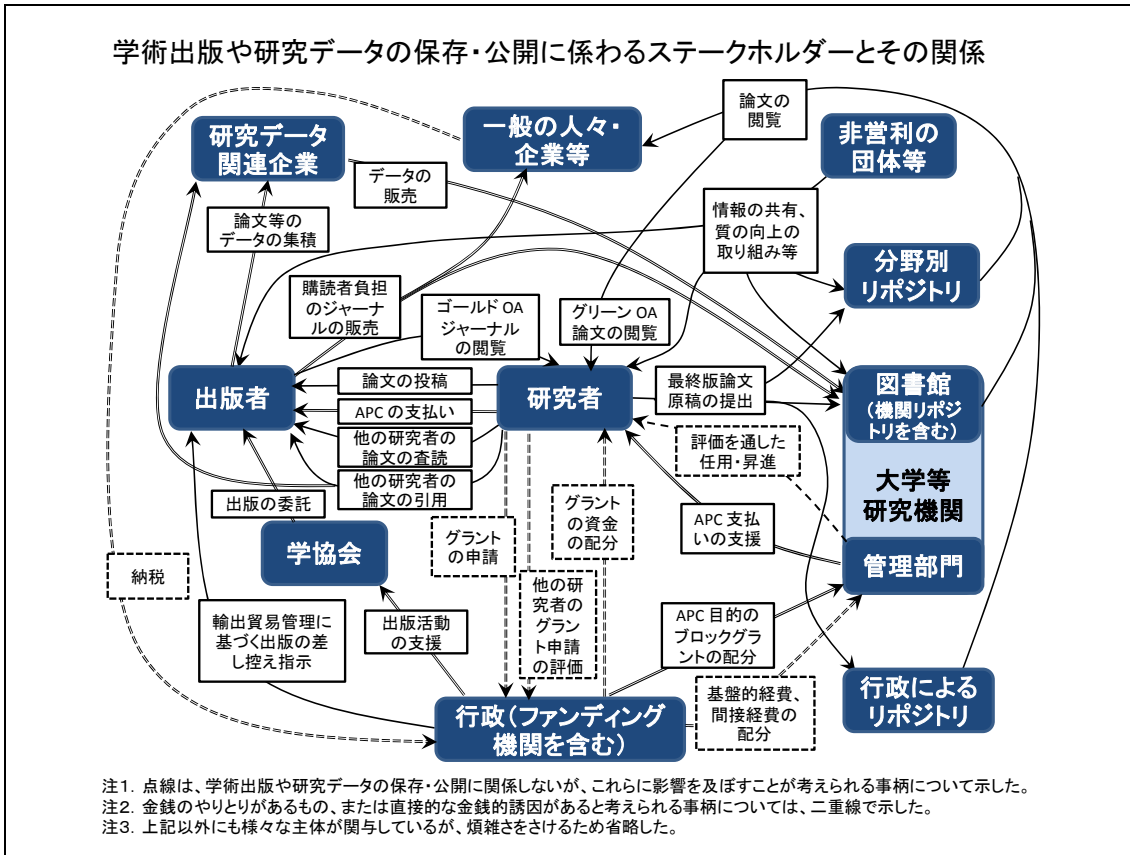 学術出版や研究データの保存・公開に係わるステークホルダーとその関係
研究データ
関連企業
一般の人々・
企業等
論文の
閲覧
非営利の
団体等
データの
販売
論文等の
データの集積
情報の共有、
質の向上の
取り組み等
分野別
リポジトリ
購読者負担
のジャーナ
ルの販売
ゴールド OA
ジャーナル
の閲覧
グリーン OA
論文の閲覧
出版者
論文の投稿
APC の支払い
他の研究者の
論文の査読
他の研究者の
論文の引用
研究者
最終版論文
原稿の提出
図書館
(機関リポジ
トリを含む)
大学等
研究機関
管理部門
評価を通した
任用・昇進
出版の委託
学協会
グラント
の申請
グラント
の資金
の配分
APC 支払
いの支援
納税
輸出貿易管理に
基づく出版の差
し控え指示
出版活動
の支援
他の研
究者の
グラン
ト申請
の評価
APC 目的の
ブロックグラ
ントの配分
基盤的経費、
間接経費の
配分
行政による
リポジトリ
行政(ファンディング
機関を含む)
注1. 点線は、学術出版や研究データの保存・公開に関係しないが、これらに影響を及ぼすことが考えられる事柄について示した。
注2. 金銭のやりとりがあるもの、または直接的な金銭的誘因があると考えられる事柄については、二重線で示した。
注3. 上記以外にも様々な主体が関与しているが、煩雑さをさけるため省略した。